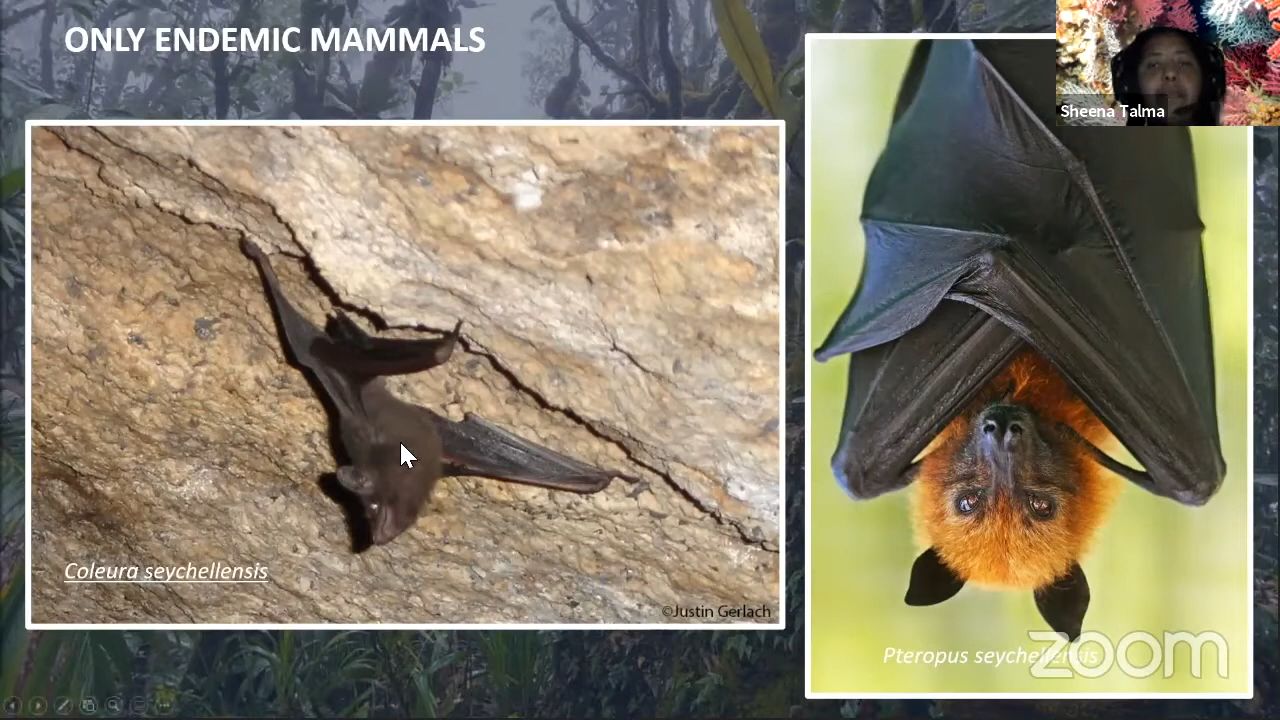 ONLY ENDEMIC MAMMALS
Sheena Talma
Coleura seychellensis
©Justin Gerlach
Pteropus seychellensis
zoom